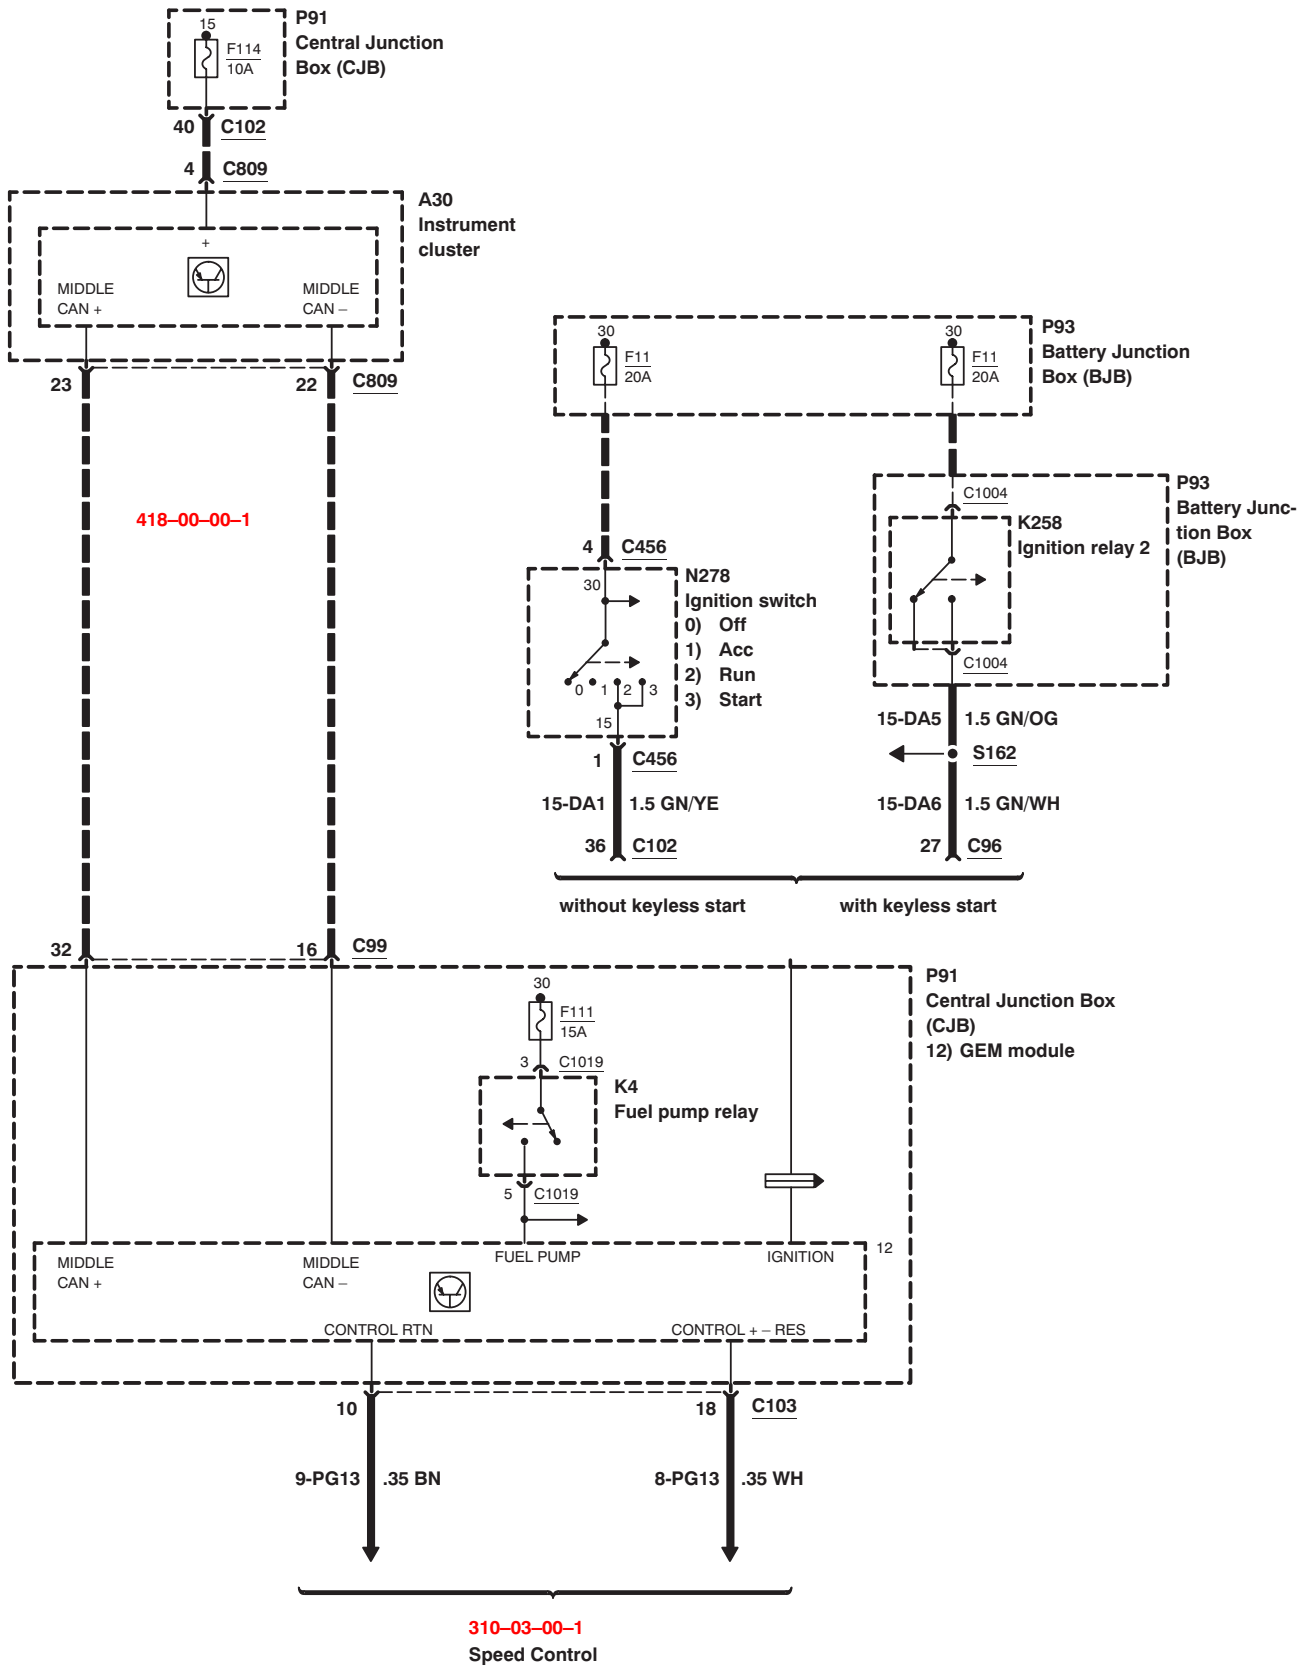 P91
Central Junction
Box (CJB)
15
F114
10A
40 C102
4 C809
A30
Instrument
cluster
+
MIDDLE
CAN +
MIDDLE
CAN –
23
22 C809
418–00–00–1
P93
Battery Junction
Box (BJB)
30
F11
20A
30
F11
20A
P93
Battery Junc-
tion Box
(BJB)
C1004
K258
Ignition relay 2
C1004
4 C456
N278
Ignition switch
0) Off
1) Acc
2) Run
3) Start
30
0 1 2 3
15
1 C456
15-DA1 1.5 GN/YE
36 C102
15-DA5 1.5 GN/OG
S162
15-DA6 1.5 GN/WH
27 C96
without keyless start
with keyless start
32
16 C99
P91
Central Junction Box
(CJB)
12) GEM module
30
F111
15A
3 C1019
K4
Fuel pump relay
5 C1019
MIDDLE
CAN +
MIDDLE
CAN –
FUEL PUMP
IGNITION
12
CONTROL RTN
CONTROL + – RES
10
18 C103
9-PG13 .35 BN
8-PG13 .35 WH
310–03–00–1
Speed Control